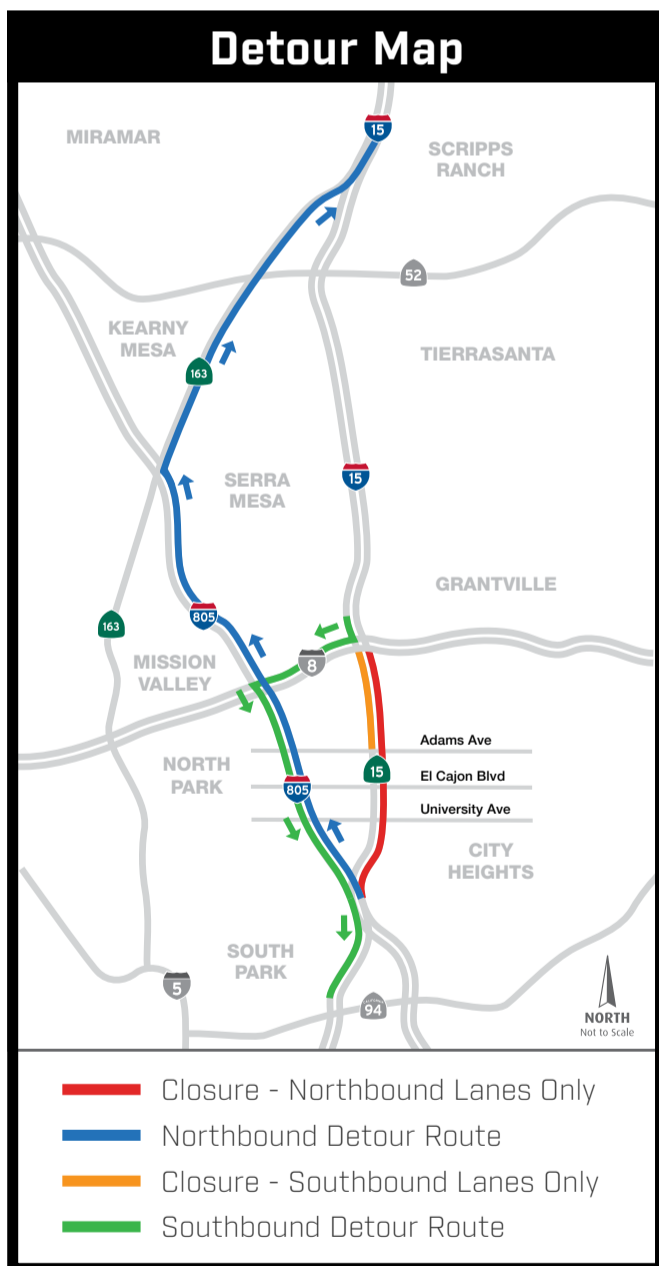 Detour Map
MIRAMAR
15
SCRIPPS
RANCH
52
KEARNY
MESA
TIERRASANTA
163
SERRA
MESA
15
GRANTVILLE
805
163
MISSION
VALLEY
8
Adams Ave
NORTH
PARK
15
El Cajon Blvd
805
University Ave
CITY
HEIGHTS
SOUTH
PARK
5
94
NORTH
Not to Scale
Closure - Northbound Lanes Only
Northbound Detour Route
Closure - Southbound Lanes Only
Southbound Detour Route